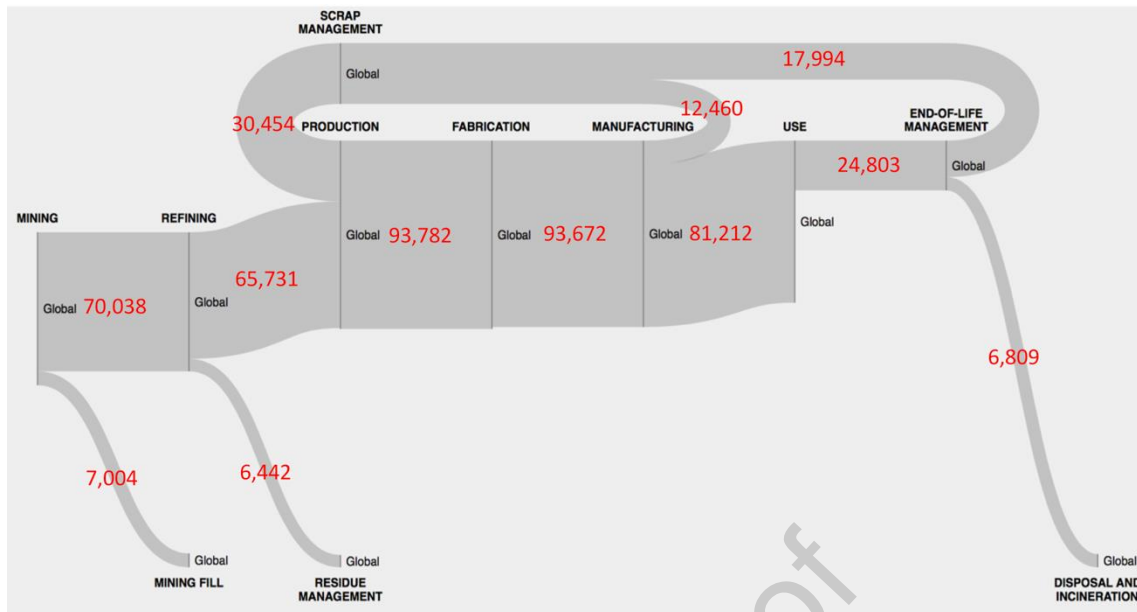 SCRAP
MANAGEMENT
17,994
Global
12,460
30,454
PRODUCTION
FABRICATION
MANUFACTURING
USE
END-OF-LIFE
MANAGEMENT
24,803
Global
MINING
REFINING
Global
Global 93,782
Global 93,672
Global 81,212
65,731
Global 70,038
Global
6,809
7,004
6,442
Global
Global
Global
MINING FILL
RESIDUE
MANAGEMENT
DISPOSAL AND
INCINERATION
of